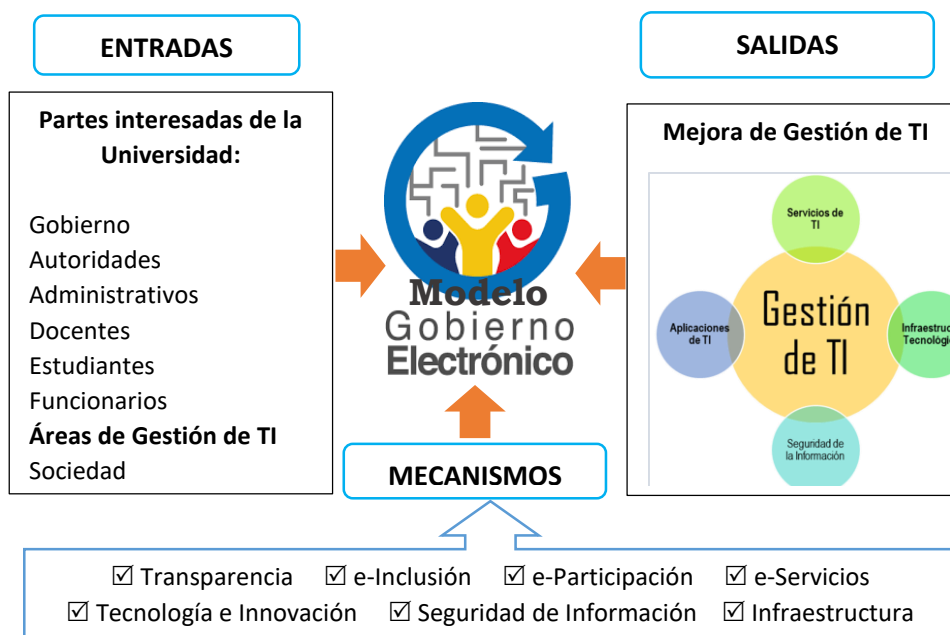 ENTRADAS
Partes interesadas de la
Universidad:
Gobierno
Autoridades
Administrativos
Docentes
Estudiantes
Funcionarios
Áreas de Gestión de TI
Sociedad
Modelo
Gobierno
Electrónico
MECANISMOS
SALIDAS
Mejora de Gestión de TI
Servicios de
TI
Aplicaciones
de TI
Gestión
de TI
Infraestruc
Tecnológic
Seguridad de
la Información
☑ Transparencia ☑ e-Inclusión ☑ e-Participación ☑ e-Servicios
☑ Tecnología e Innovación ☑ Seguridad de Información ☑ Infraestructura